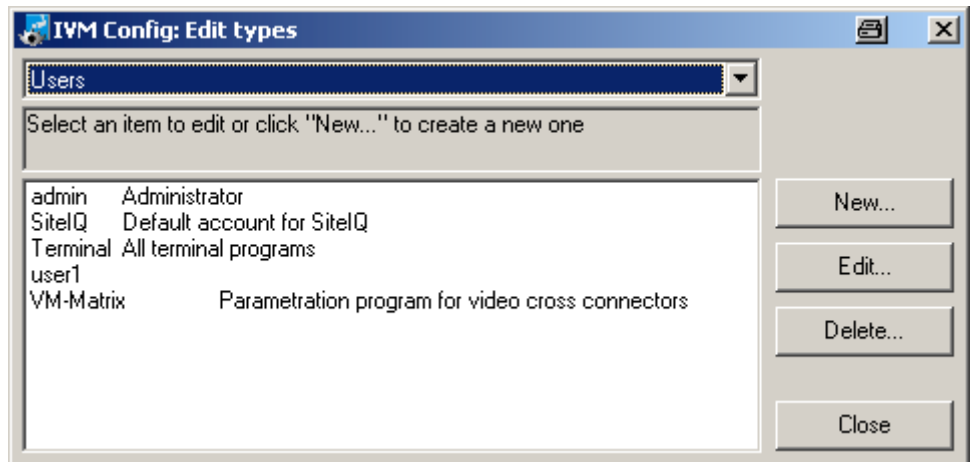 IVM Config: Edit types
Users
Select an item to edit or click "New..." to create a new one
admin Administrator
SiteIQ Default account for SiteIQ
Terminal All terminal programs
user1
VM-Matrix Parametration program for video cross connectors
New...
Edit...
Delete...
Close